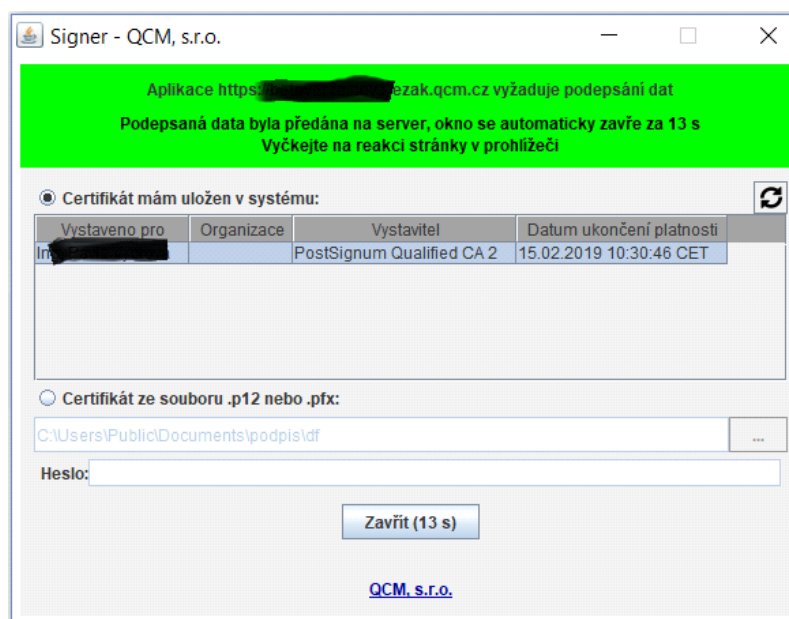 Signer - QCM, s.r.o.
Aplikace https: ezak.qcm.cz vyžaduje podepsání dat
Podepsaná data byla předána na server, okno se automaticky zavře za 13 s
Vyčkejte na reakci stránky v prohlížeči
Certifikát mám uložen v systému:
Vystaveno pro Organizace Vystavitel Datum ukončení platnosti
PostSignum Qualified CA 2 15.02.2019 10:30:46 CET
Certifikát ze souboru .p12 nebo .pfx:
C:\Users\Public\Documents\podpis\df ...
Heslo:
Zavřít (13 s)
QCM, s.r.o.